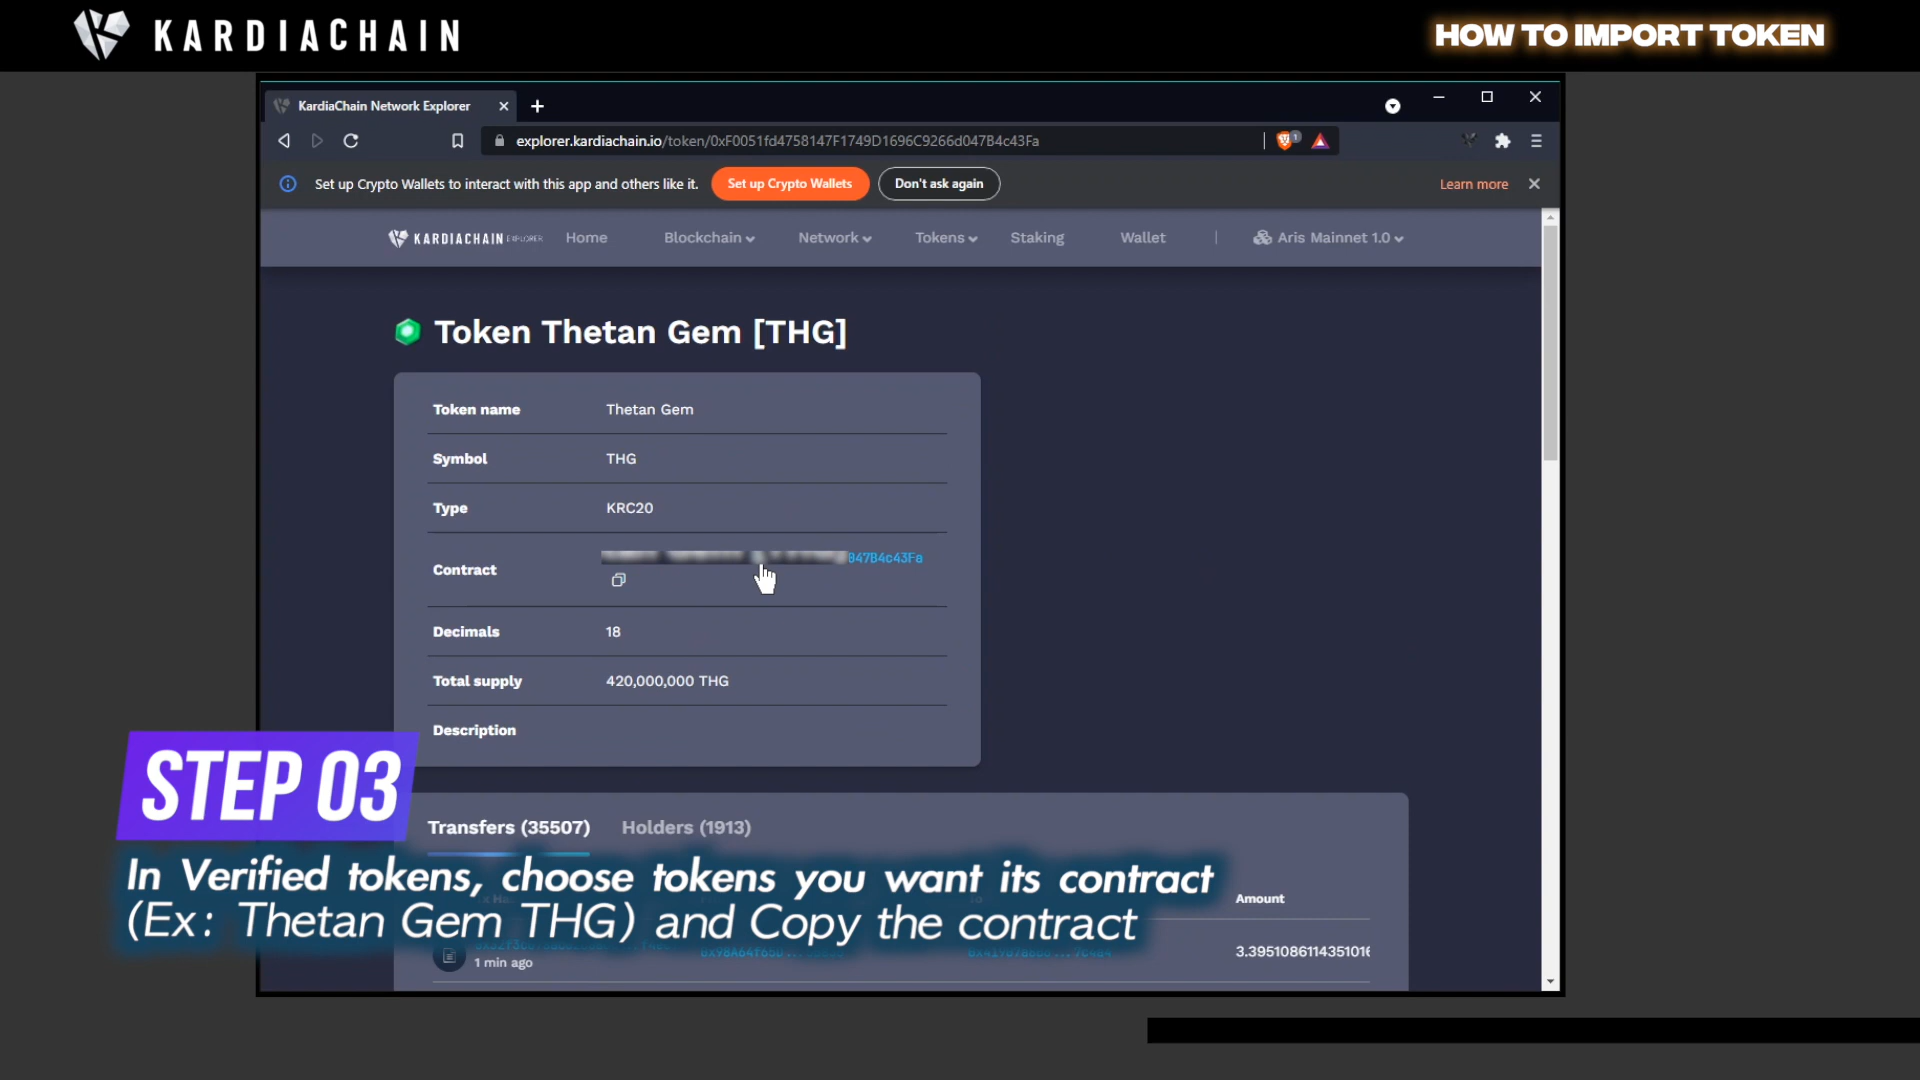 KARDIACHAIN
HOW TO IMPORT TOKEN
KardiaChain Network Explorer
explorer.kardiachain.io/token/0xF0051fd4758147F1749D1696C9266d047B4c43Fa
1
Set up Crypto Wallets to interact with this app and others like it.
Set up Crypto Wallets
Don't ask again
Learn more
KARDIACHAIN EXPLORER
Home
Blockchain
Network
Tokens
Staking
Wallet
Aris Mainnet 1.0
Token Thetan Gem [THG]
Token name Thetan Gem
Symbol THG
Type KRC20
Contract 047B4c43Fa
Decimals 18
Total supply 420,000,000 THG
Description
STEP 03
Transfers (35507) Holders (1913)
In Verified tokens, choose tokens you want its contract
Amount
(Ex: Thetan Gem THG) and Copy the contract
3.3951086114351016
1 min ago